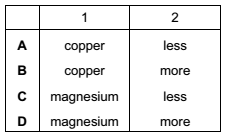 1 2
A copper less
B copper more
C magnesium less
D magnesium more